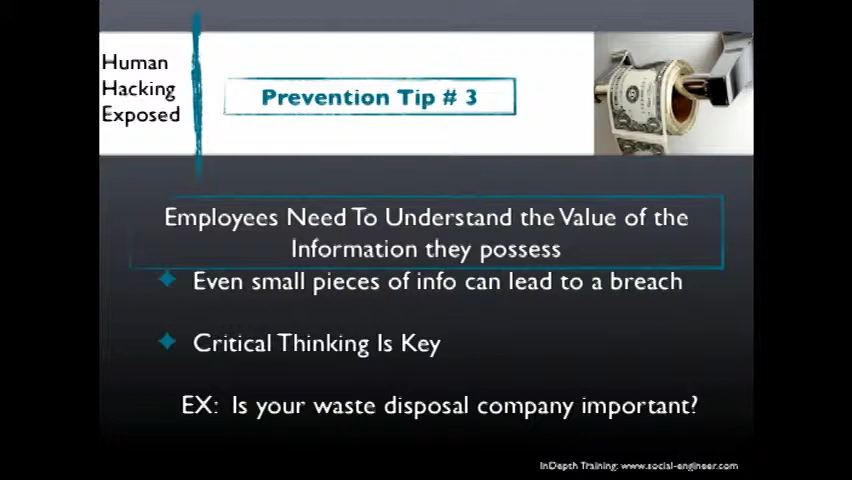 Human
Hacking
Exposed
Prevention Tip # 3
Employees Need To Understand the Value of the
Information they possess
Even small pieces of info can lead to a breach
Critical Thinking Is Key
EX: Is your waste disposal company important?
InDepth Training: www.social-engineer.com